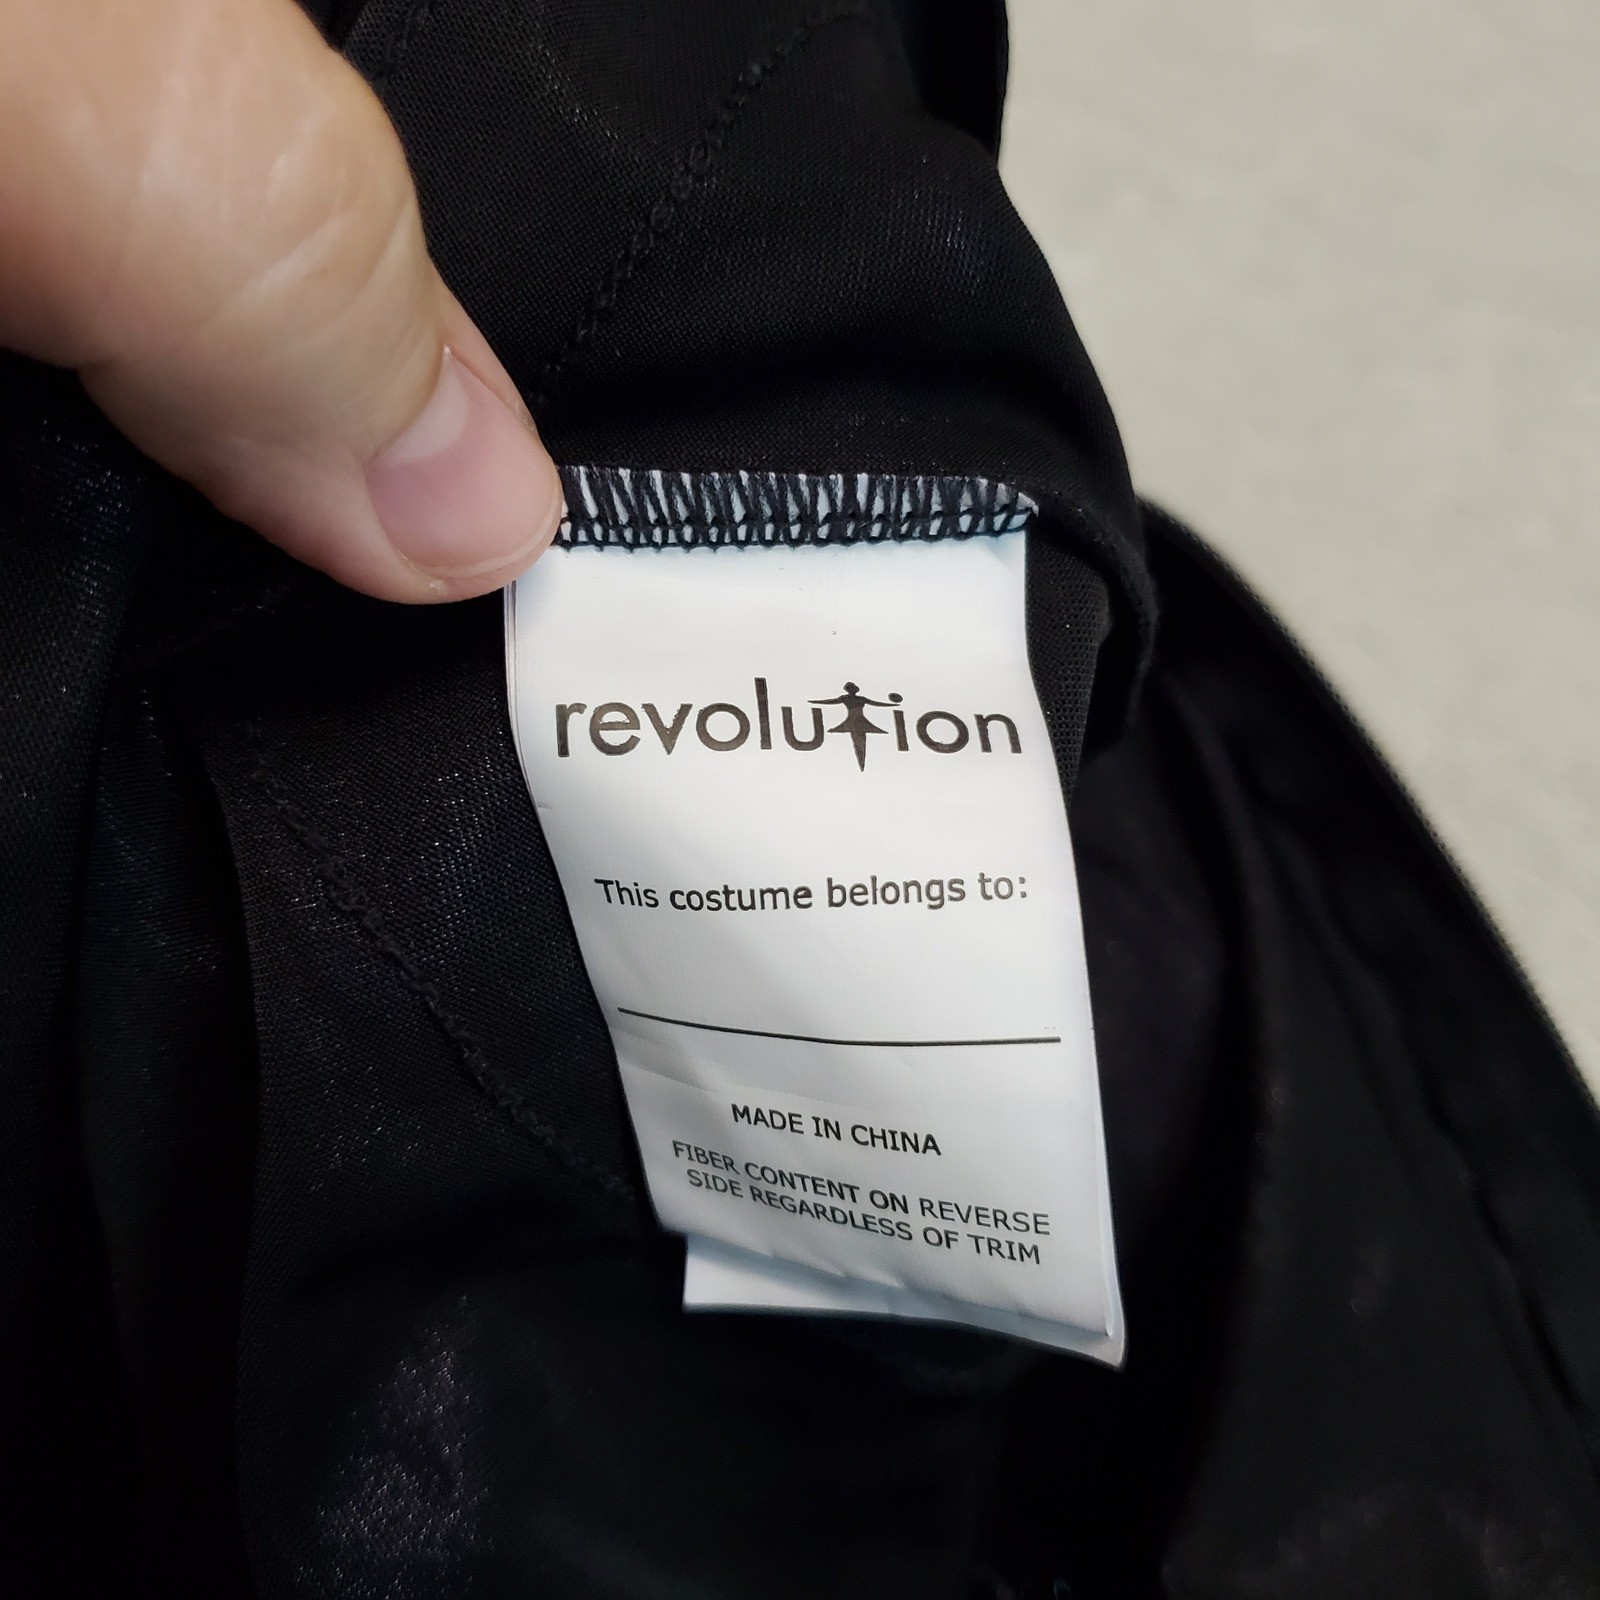 revolution
This costume belongs to:
MADE IN CHINA
FIBER CONTENT ON REVERSE
SIDE REGARDLESS OF TRIM